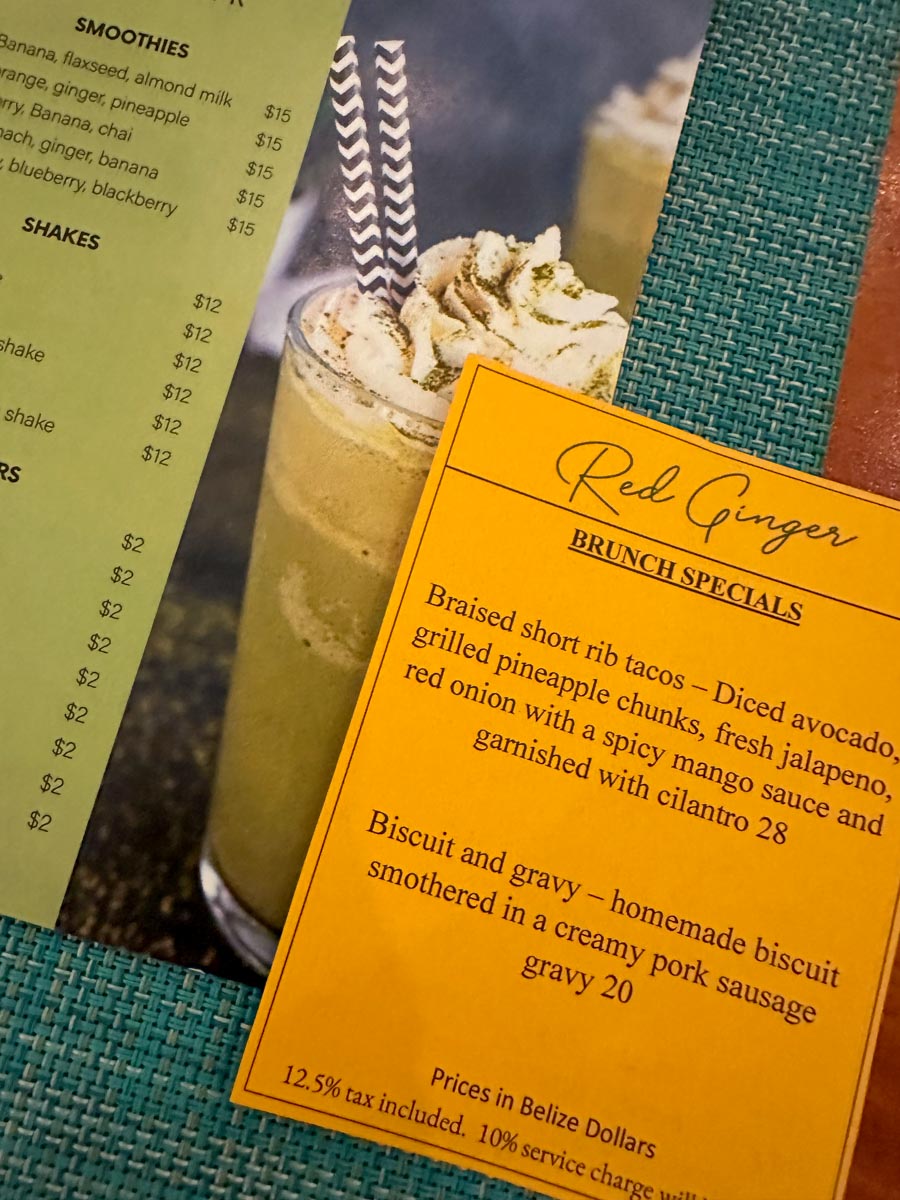 SMOOTHIES
Banana, flaxseed, almond milk $15
ginger, pineapple $15
Banana, chai $15
ginger, banana $15
blueberry, blackberry $15
SHAKES
$12
$12
shake $12
$12
shake $12
$12
$2
$2
$2
$2
$2
$2
$2
$2
$2
Red Ginger
BRUNCH SPECIALS
Braised short rib tacos – Diced avocado,
grilled pineapple chunks, fresh jalapeno,
red onion with a spicy mango sauce and
garnished with cilantro 28
Biscuit and gravy – homemade biscuit
smothered in a creamy pork sausage
gravy 20
Prices in Belize Dollars
12.5% tax included. 10% service charge will